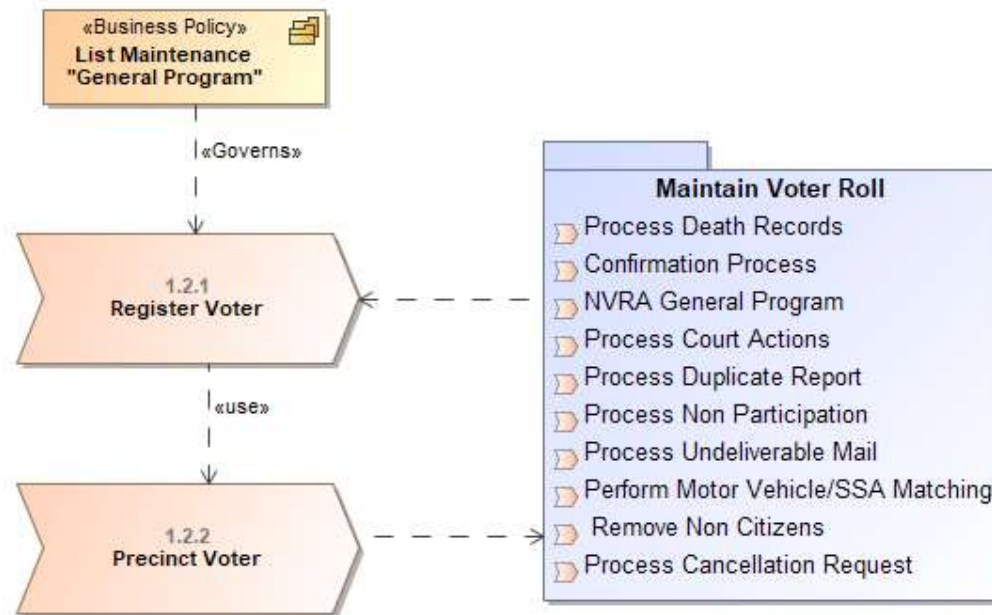 «Business Policy»
List Maintenance
"General Program"
«Governs»
1.2.1
Register Voter
«use»
1.2.2
Precinct Voter
Maintain Voter Roll
Process Death Records
Confirmation Process
NVRA General Program
Process Court Actions
Process Duplicate Report
Process Non Participation
Process Undeliverable Mail
Perform Motor Vehicle/SSA Matching
Remove Non Citizens
Process Cancellation Request